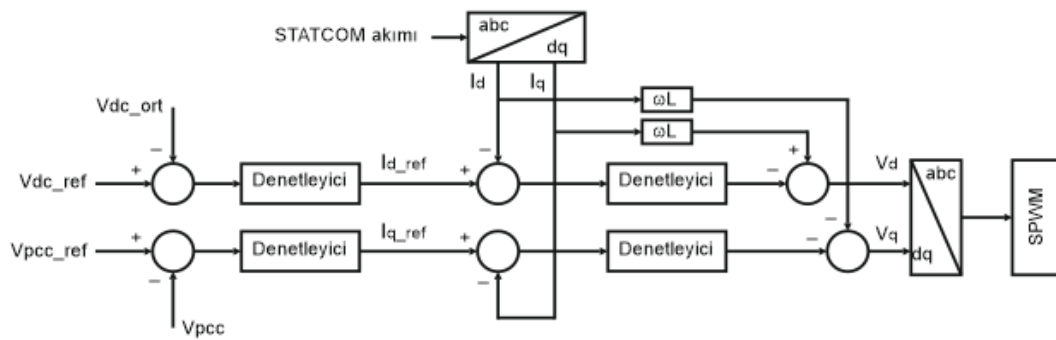 STATCOM akımı
abc
dq
Id
Iq
ωL
ωL
Vdc_ort
−
−
+
+
Vdc_ref
Denetleyici
Id_ref
+
Denetleyici
−
Vd
abc
SPWM
−
−
Vpcc_ref
+
Denetleyici
Iq_ref
+
Denetleyici
Vq
dq
−
−
Vpcc